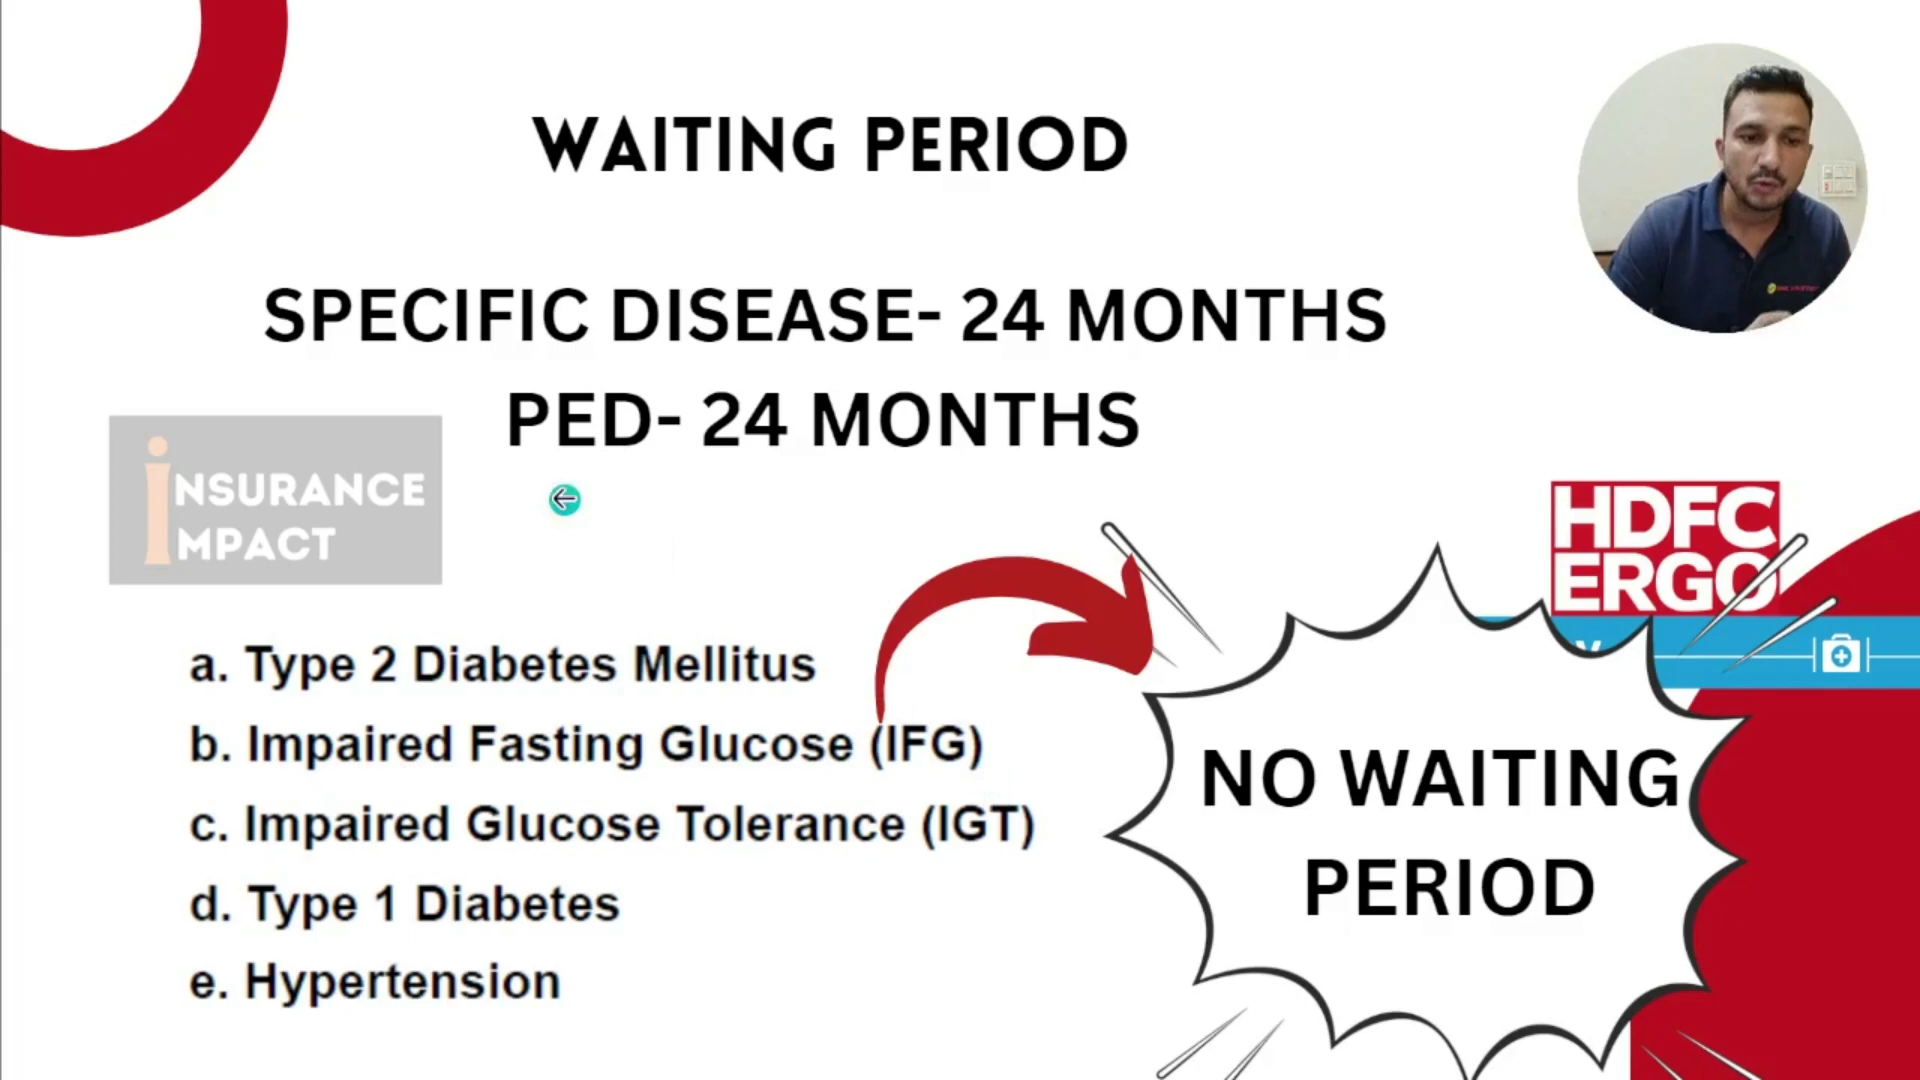 WAITING PERIOD
SPECIFIC DISEASE- 24 MONTHS
PED- 24 MONTHS
iNSURANCE
iMPACT
HDFC
ERGO
a. Type 2 Diabetes Mellitus
b. Impaired Fasting Glucose (IFG)
c. Impaired Glucose Tolerance (IGT)
d. Type 1 Diabetes
e. Hypertension
NO WAITING
PERIOD